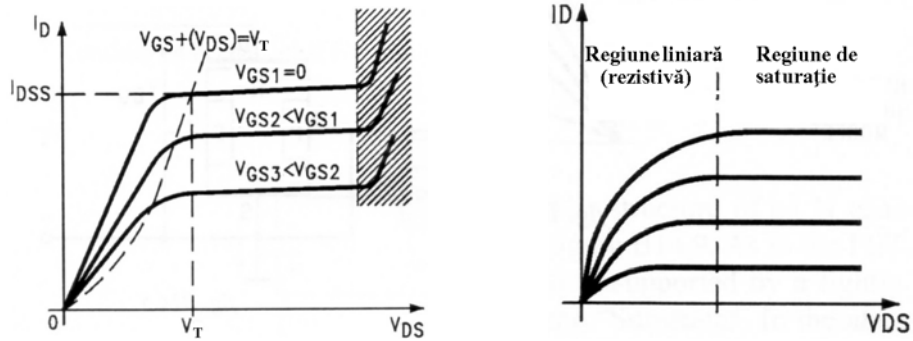 I_D
V_GS+(V_DS)=V_T
V_GS1=0
I_DSS
V_GS2<V_GS1
V_GS3<V_GS2
0
V_T
V_DS
ID
Regiune liniară
(rezistivă)
Regiune de
saturație
VDS